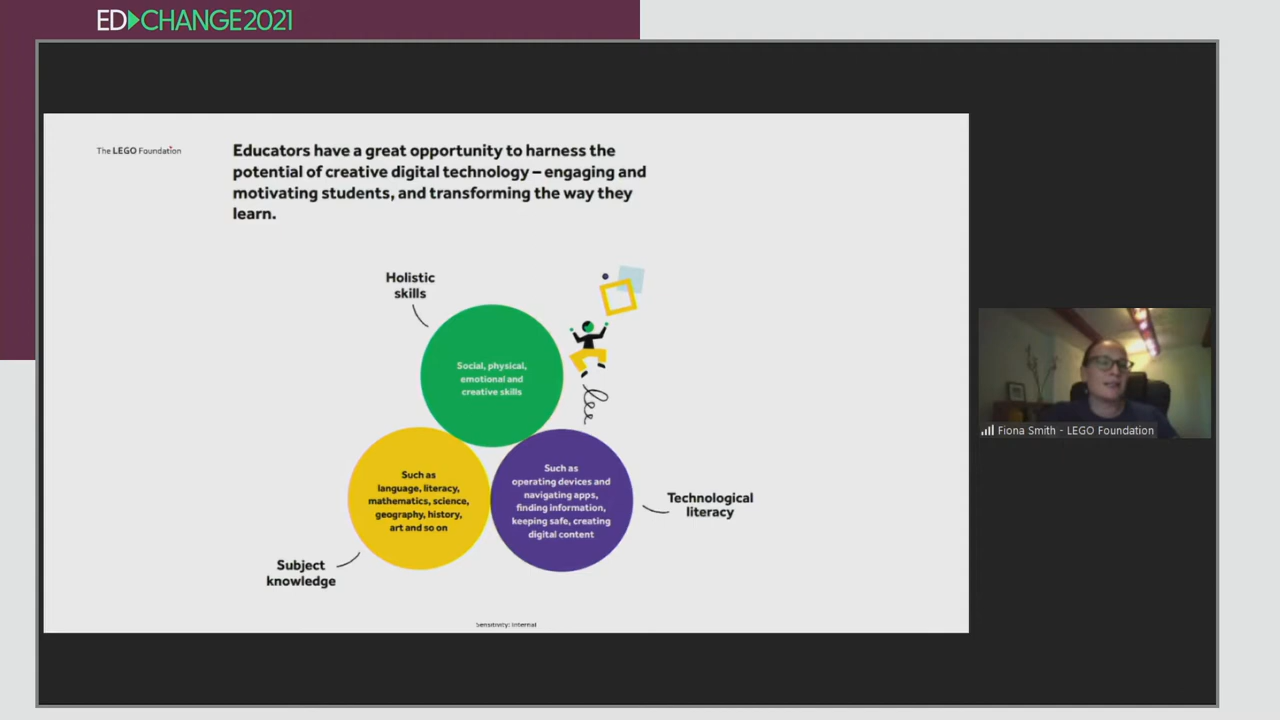 ED▶CHANGE2021
The LEGO Foundation
Educators have a great opportunity to harness the
potential of creative digital technology – engaging and
motivating students, and transforming the way they
learn.
Holistic
skills
Social, physical,
emotional and
creative skills
Such as
language, literacy,
mathematics, science,
geography, history,
art and so on
Subject
knowledge
Such as
operating devices and
navigating apps,
finding information,
keeping safe, creating
digital content
Technological
literacy
Sensitivity: Internal
Fiona Smith - LEGO Foundation